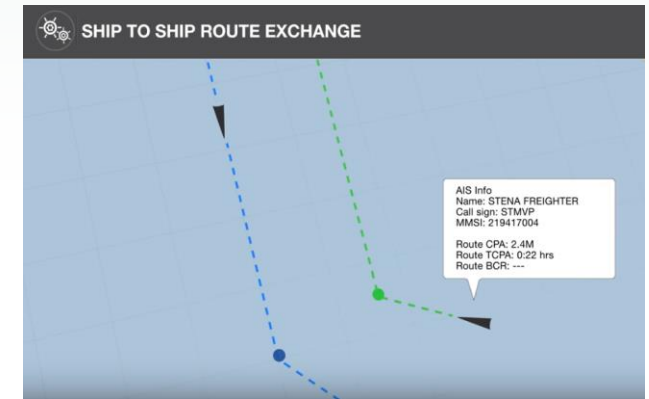 SHIP TO SHIP ROUTE EXCHANGE
AIS Info
Name: STENA FREIGHTER
Call sign: STMVP
MMSI: 219417004
Route CPA: 2.4M
Route TCPA: 0:22 hrs
Route BCR: ---